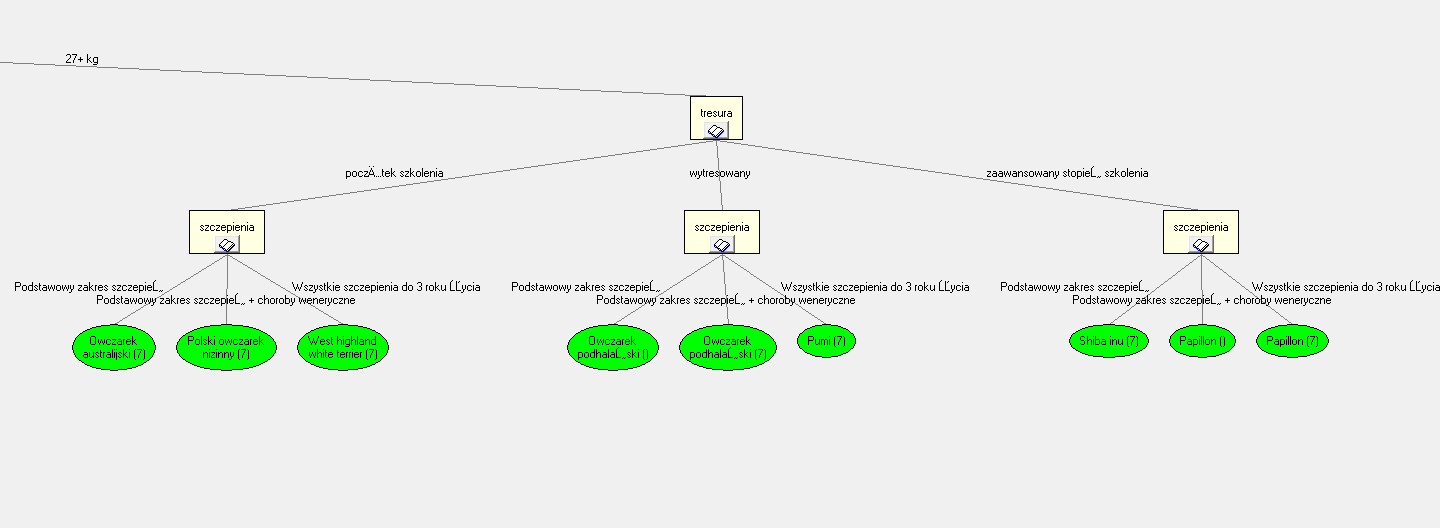 27+ kg
tresura
poczÄ…tek szkolenia
wytresowany
zaawansowany stopieĹ„ szkolenia
szczepienia
szczepienia
szczepienia
Podstawowy zakres szczepieĹ„
Wszystkie szczepienia do 3 roku ĹĽycia
Podstawowy zakres szczepieĹ„ + choroby weneryczne
Podstawowy zakres szczepieĹ„
Wszystkie szczepienia do 3 roku ĹĽycia
Podstawowy zakres szczepieĹ„ + choroby weneryczne
Podstawowy zakres szczepieĹ„
Wszystkie szczepienia do 3 roku ĹĽycia
Podstawowy zakres szczepieĹ„ + choroby weneryczne
Owczarek
australijski (7)
Polski owczarek
nizinny (7)
West highland
white terrier (7)
Owczarek
podhalaĹ„ski ()
Owczarek
podhalaĹ„ski (7)
Pumi (7)
Shiba inu (7)
Papillon ()
Papillon (7)